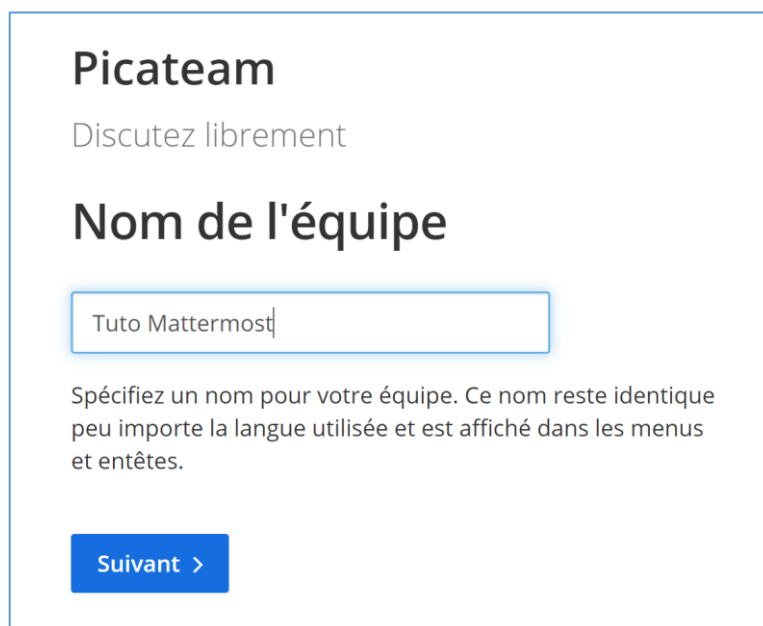 Picateam
Discutez librement
Nom de l'équipe
Tuto Mattermost
Spécifiez un nom pour votre équipe. Ce nom reste identique
peu importe la langue utilisée et est affiché dans les menus
et entêtes.
Suivant >